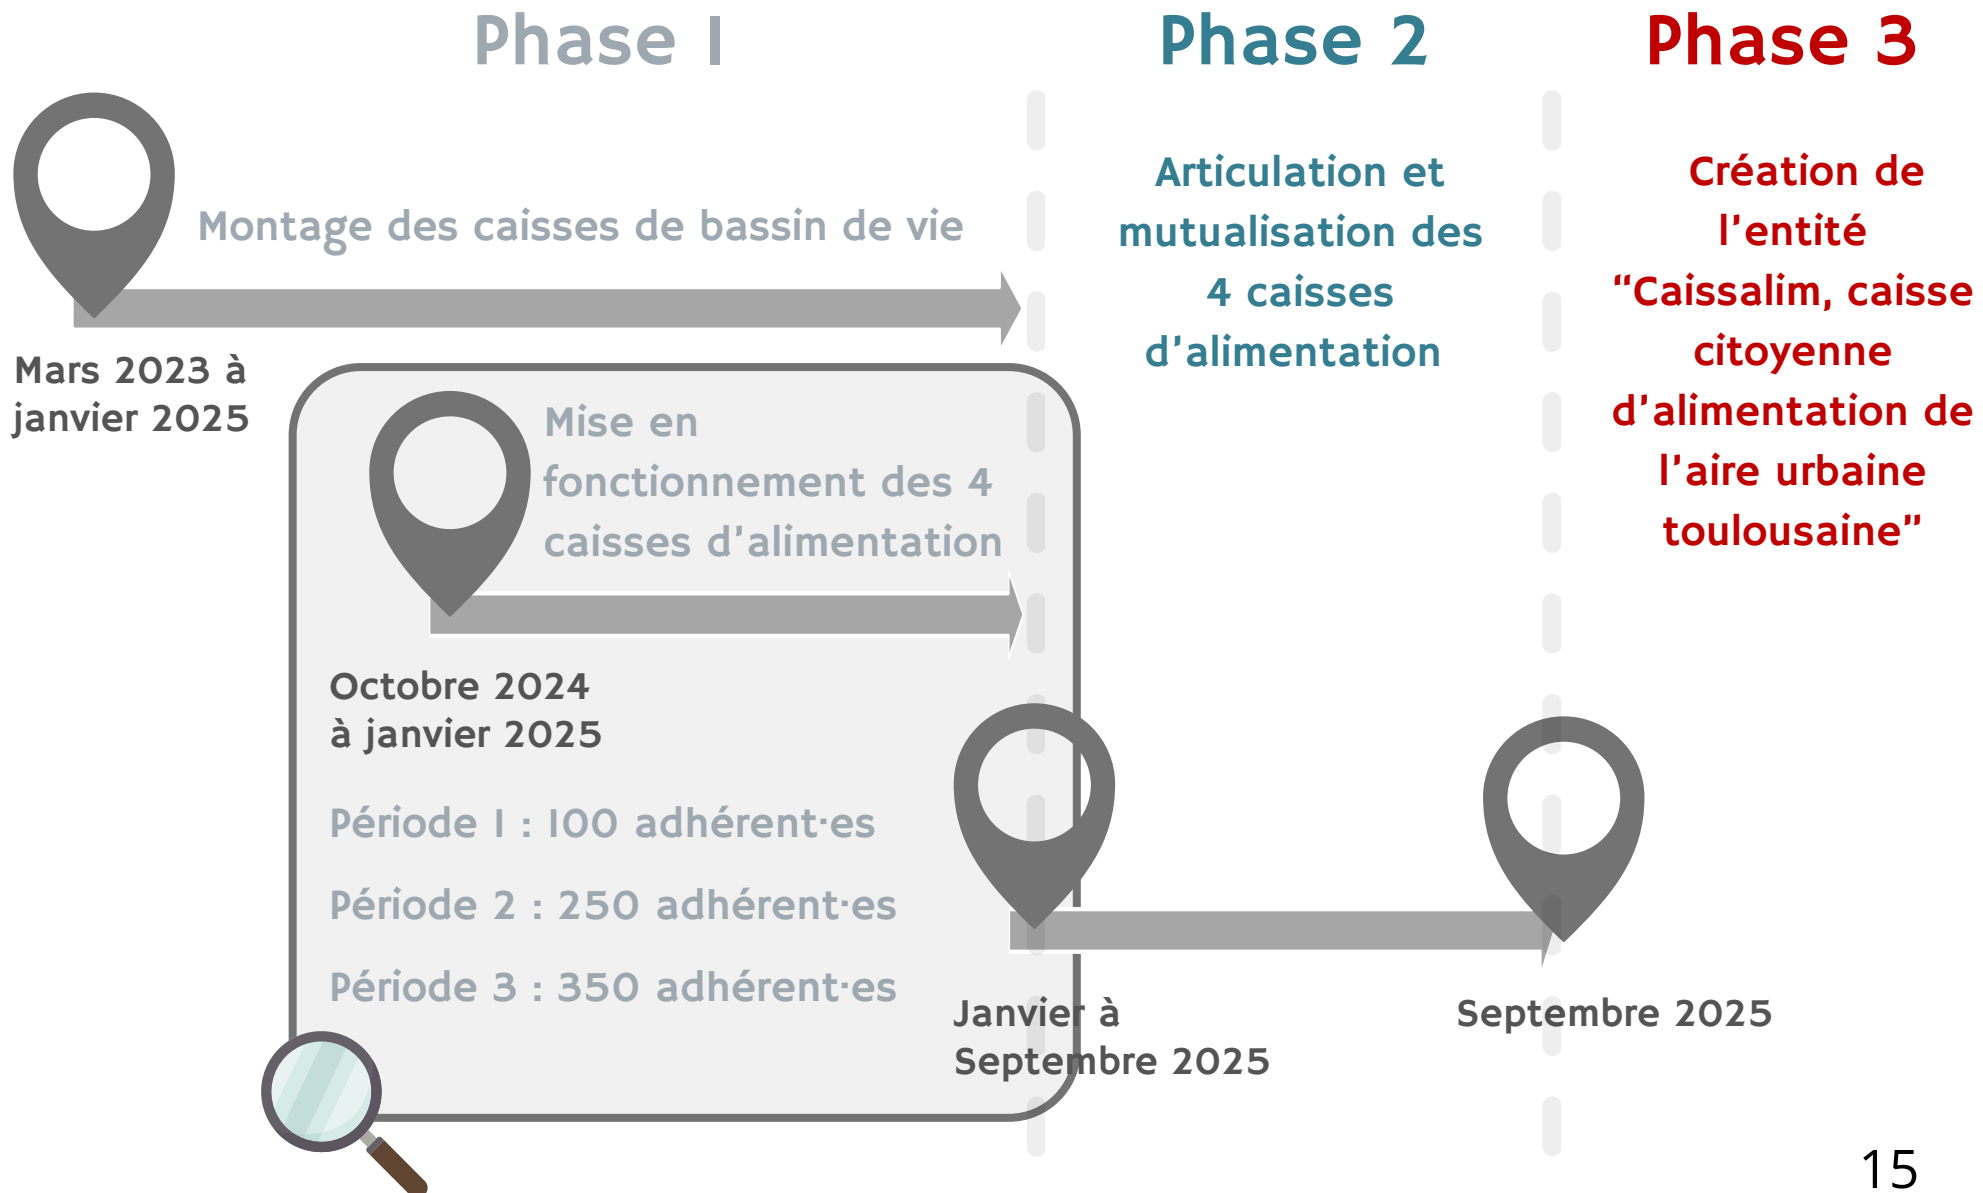 Phase 1
Montage des caisses de bassin de vie
Mars 2023 à
janvier 2025
Mise en
fonctionnement des 4
caisses d’alimentation
Octobre 2024
à janvier 2025
Période 1 : 100 adhérent·es
Période 2 : 250 adhérent·es
Période 3 : 350 adhérent·es
Phase 2
Articulation et
mutualisation des
4 caisses
d’alimentation
Janvier à
Septembre 2025
Phase 3
Création de
l’entité
“Caissalim, caisse
citoyenne
d’alimentation de
l’aire urbaine
toulousaine”
Septembre 2025
15